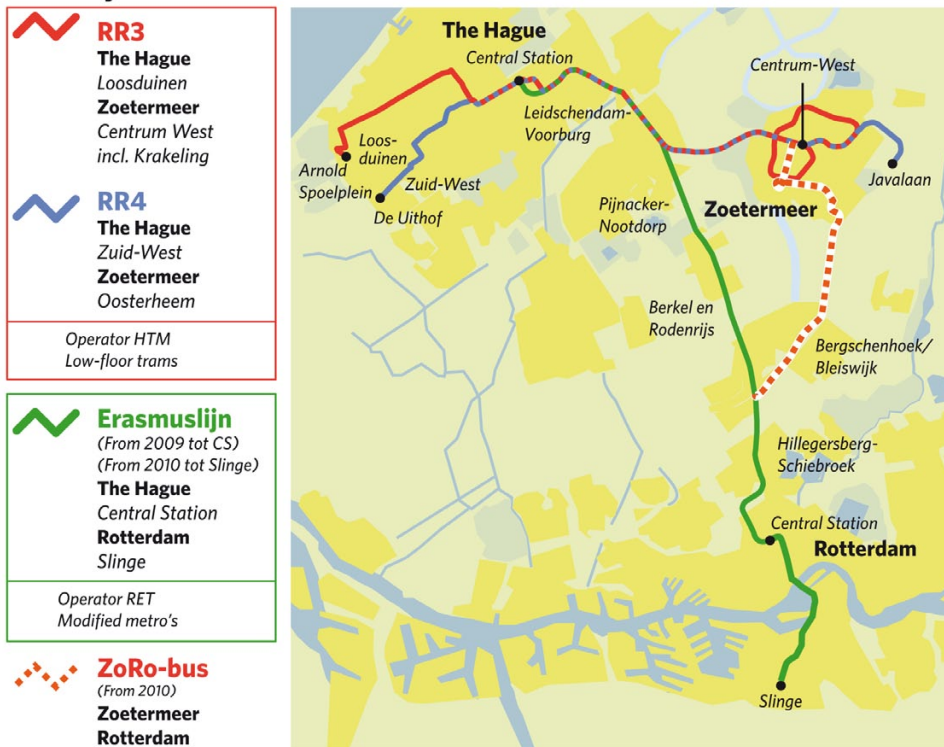 RR3
The Hague
Loosduinen
Zoetermeer
Centrum West
incl. Krakeling
RR4
The Hague
Zuid-West
Zoetermeer
Oosterheem
Operator HTM
Low-floor trams
Erasmuslijn
(From 2009 tot CS)
(From 2010 tot Slinge)
The Hague
Central Station
Rotterdam
Slinge
Operator RET
Modified metro's
ZoRo-bus
(From 2010)
Zoetermeer
Rotterdam
The Hague
Central Station
Centrum-West
Leidschendam-
Voorburg
Loos-
duinen
Arnold
Spoelplein
Zuid-West
De Uithof
Javalaan
Pijnacker-
Nootdorp
Zoetermeer
Berkel en
Rodenrijs
Bergschenhoek/
Bleiswijk
Hillegersberg-
Schiebroek
Central Station
Rotterdam
Slinge